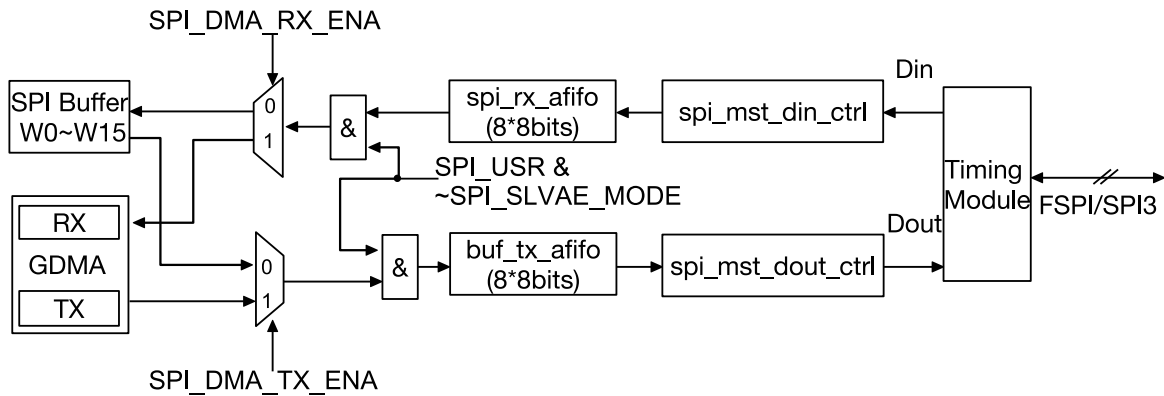 SPI_DMA_RX_ENA
SPI Buffer
W0~W15
0
1
&
spi_rx_afifo
(8*8bits)
spi_mst_din_ctrl
Din
Timing
Module
FSPI/SPI3
SPI_USR &
~SPI_SLVAE_MODE
RX
GDMA
TX
0
1
&
buf_tx_afifo
(8*8bits)
spi_mst_dout_ctrl
Dout
SPI_DMA_TX_ENA